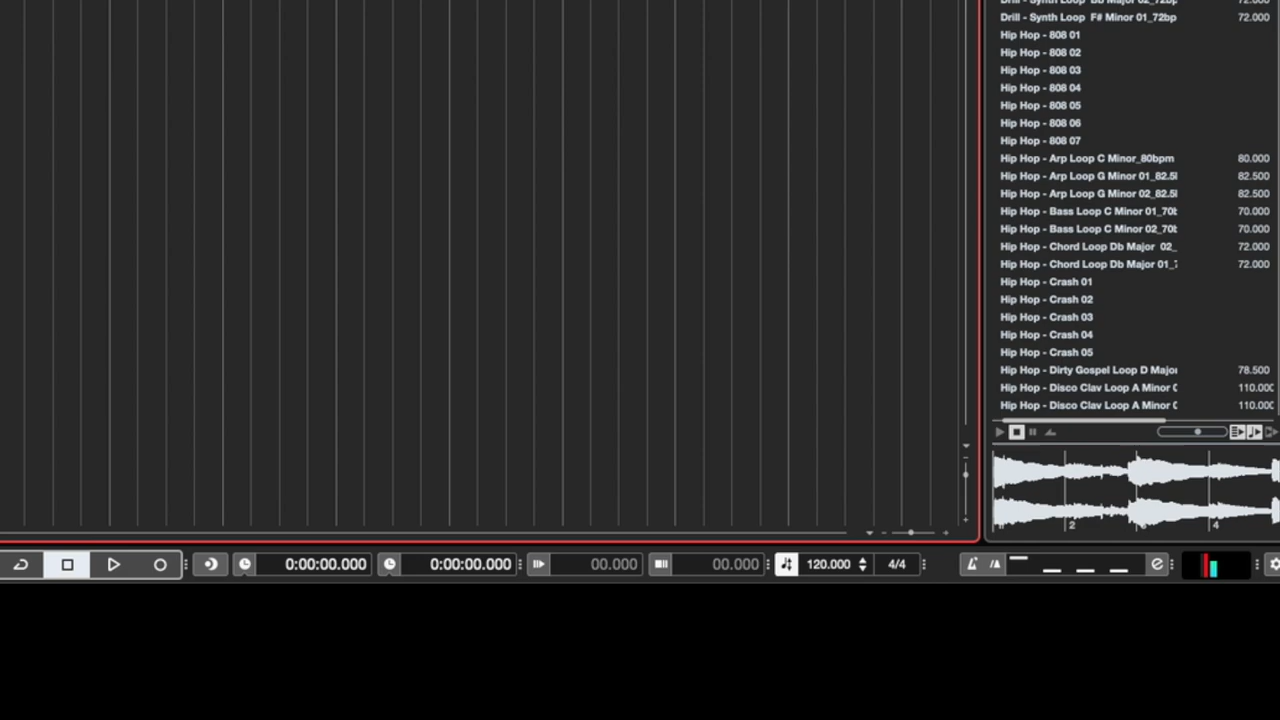 Drill - Synth Loop Bb Major 02_72bp 72.000
Drill - Synth Loop F# Minor 01_72bp 72.000
Hip Hop - 808 01
Hip Hop - 808 02
Hip Hop - 808 03
Hip Hop - 808 04
Hip Hop - 808 05
Hip Hop - 808 06
Hip Hop - 808 07
Hip Hop - Arp Loop C Minor_80bpm 80.000
Hip Hop - Arp Loop G Minor 01_82.5 82.500
Hip Hop - Arp Loop G Minor 02_82.5 82.500
Hip Hop - Bass Loop C Minor 01_70 70.000
Hip Hop - Bass Loop C Minor 02_70 70.000
Hip Hop - Chord Loop Db Major 02_ 72.000
Hip Hop - Chord Loop Db Major 01_ 72.000
Hip Hop - Crash 01
Hip Hop - Crash 02
Hip Hop - Crash 03
Hip Hop - Crash 04
Hip Hop - Crash 05
Hip Hop - Dirty Gospel Loop D Major 78.500
Hip Hop - Disco Clav Loop A Minor 110.000
Hip Hop - Disco Clav Loop A Minor 110.000
2 4
0:00:00.000 0:00:00.000 00.000 00.000 120.000 4/4